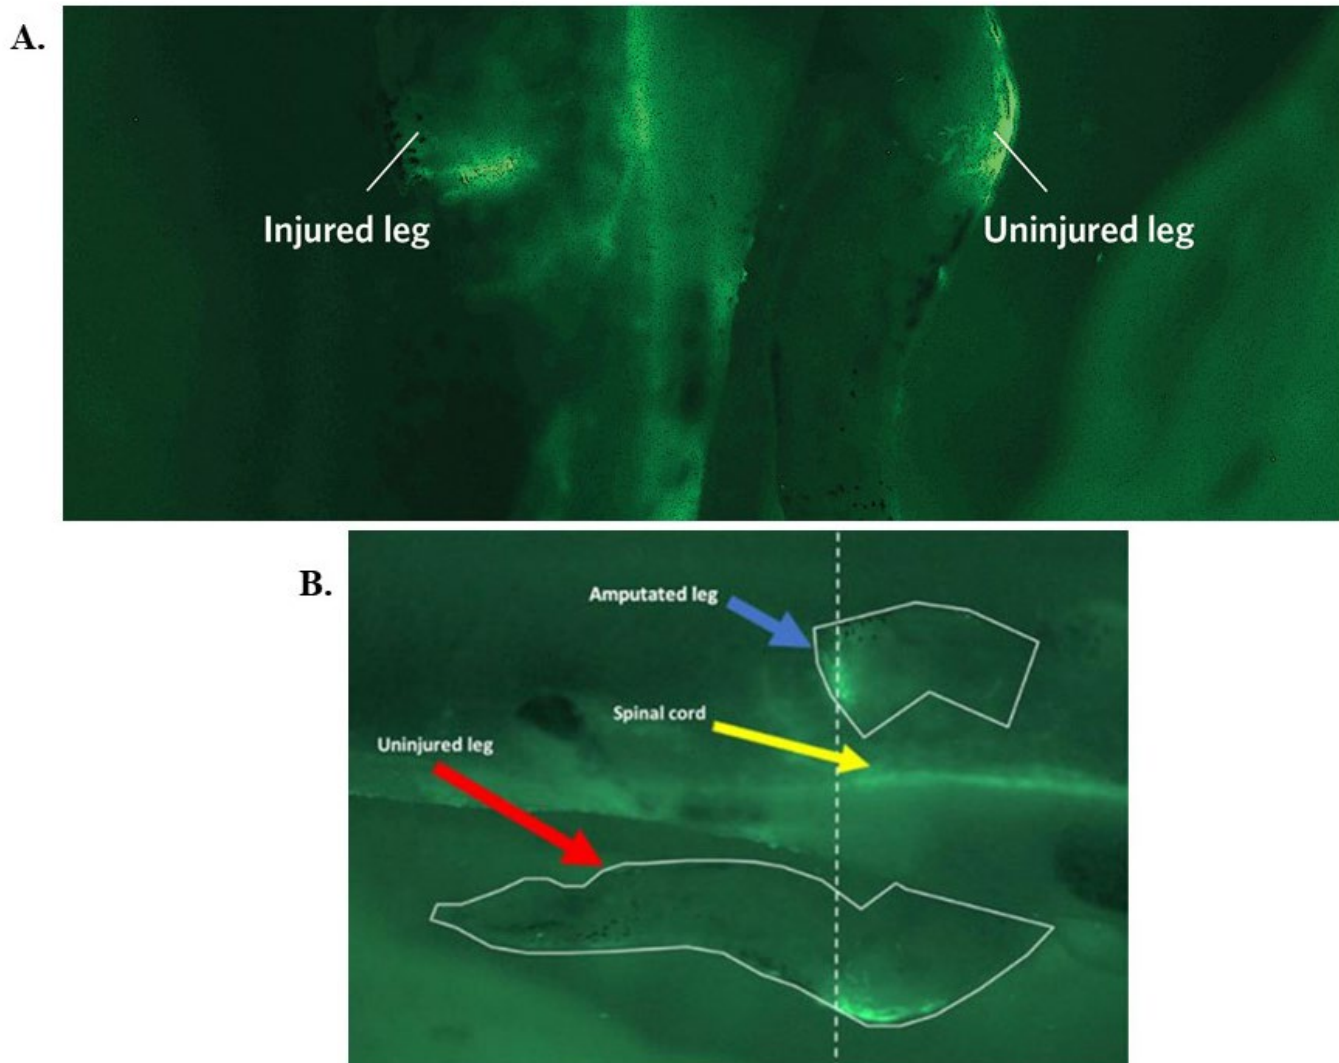 A.
Injured leg
Uninjured leg
B.
Amputated leg
Spinal cord
Uninjured leg